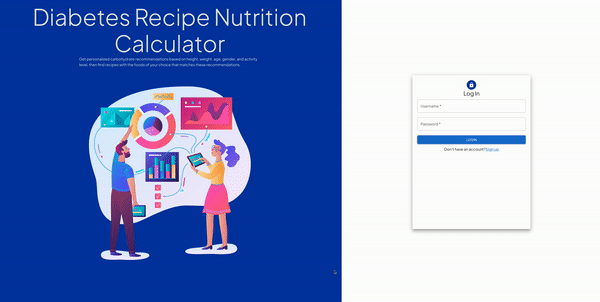 Diabetes Recipe Nutrition
Calculator
Get personalized carbohydrate recommendations based on height, weight, age, gender, and activity
level, then find recipes with the foods of your choice that matches these recommendations.
Log In
Username *
Password *
LOGIN
Don't have an account? Sign up